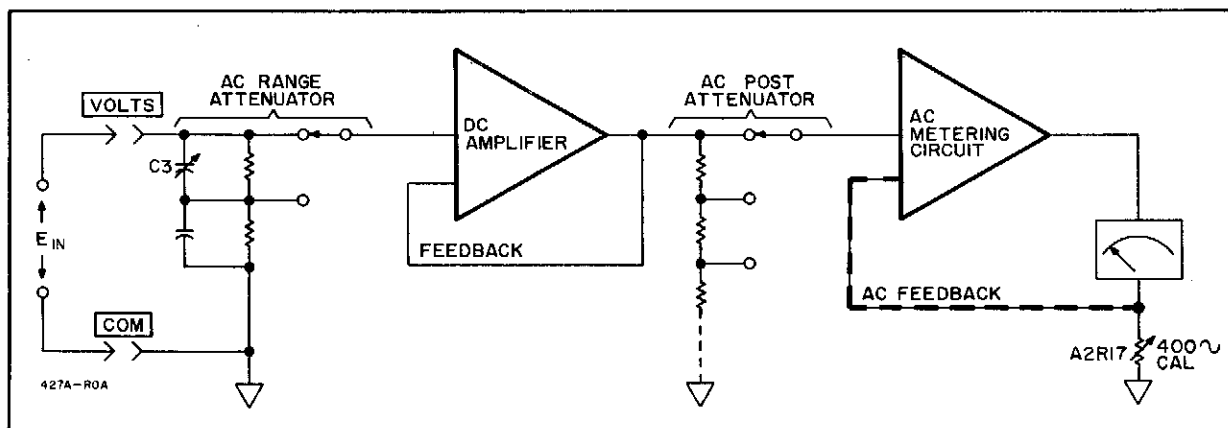 AC RANGE
ATTENUATOR
AC POST
ATTENUATOR
VOLTS
DC
AMPLIFIER
AC
METERING
CIRCUIT
C3
E IN
FEEDBACK
AC FEEDBACK
COM
A2R17
400~
CAL
427A-ROA